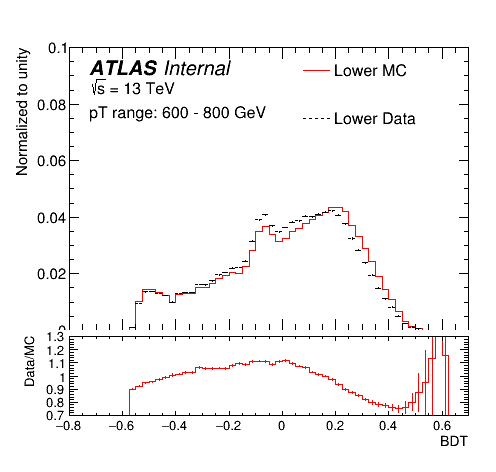 Normalized to unity
0.1
0.08
0.06
0.04
0.02
0
ATLAS Internal
√s = 13 TeV
pT range: 600 - 800 GeV
Lower MC
Lower Data
Data/MC
1.3
1.2
1.1
1
0.9
0.8
0.7
−0.8 −0.6 −0.4 −0.2 0 0.2 0.4 0.6
BDT